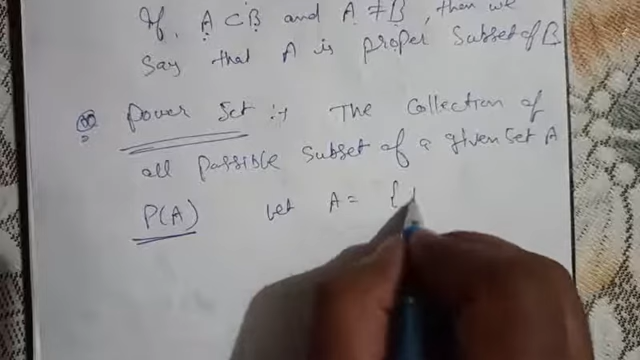 If, A ⊂ B and A ≠ B, then we
say that A is proper Subset of B
Power Set :→ The Collection of
all passible Subset of a given Set A
P(A) Let A = {